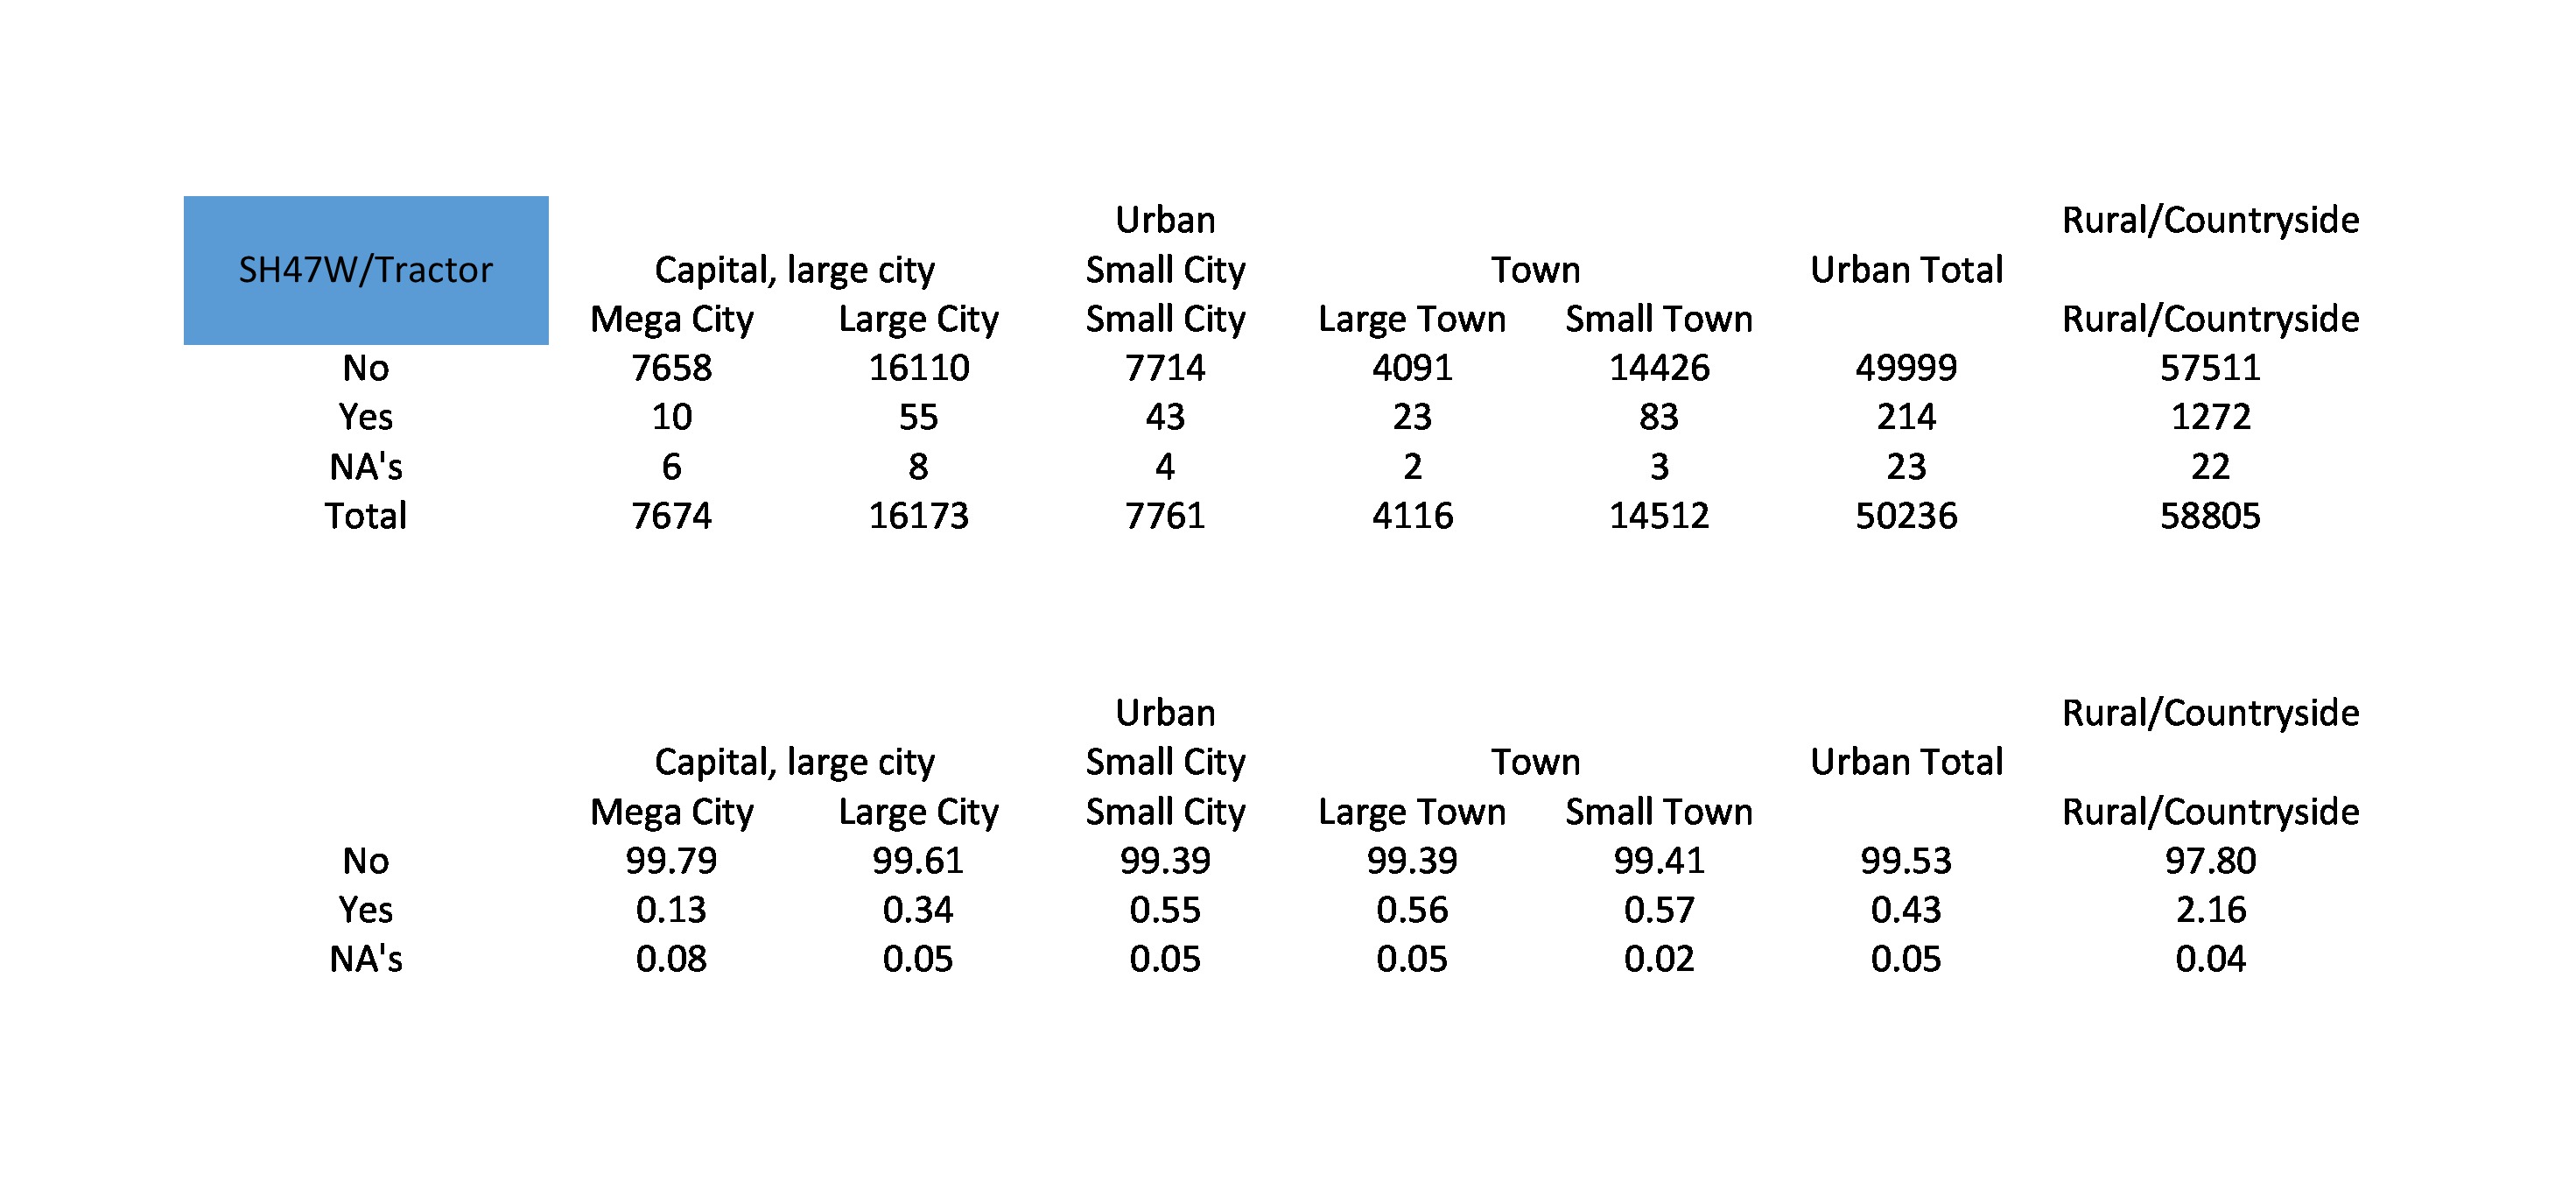 Urban Rural/Countryside
SH47W/Tractor Capital, large city Small City Town Urban Total
Mega City Large City Small City Large Town Small Town Rural/Countryside
No 7658 16110 7714 4091 14426 49999 57511
Yes 10 55 43 23 83 214 1272
NA's 6 8 4 2 3 23 22
Total 7674 16173 7761 4116 14512 50236 58805
Urban Rural/Countryside
Capital, large city Small City Town Urban Total
Mega City Large City Small City Large Town Small Town Rural/Countryside
No 99.79 99.61 99.39 99.39 99.41 99.53 97.80
Yes 0.13 0.34 0.55 0.56 0.57 0.43 2.16
NA's 0.08 0.05 0.05 0.05 0.02 0.05 0.04